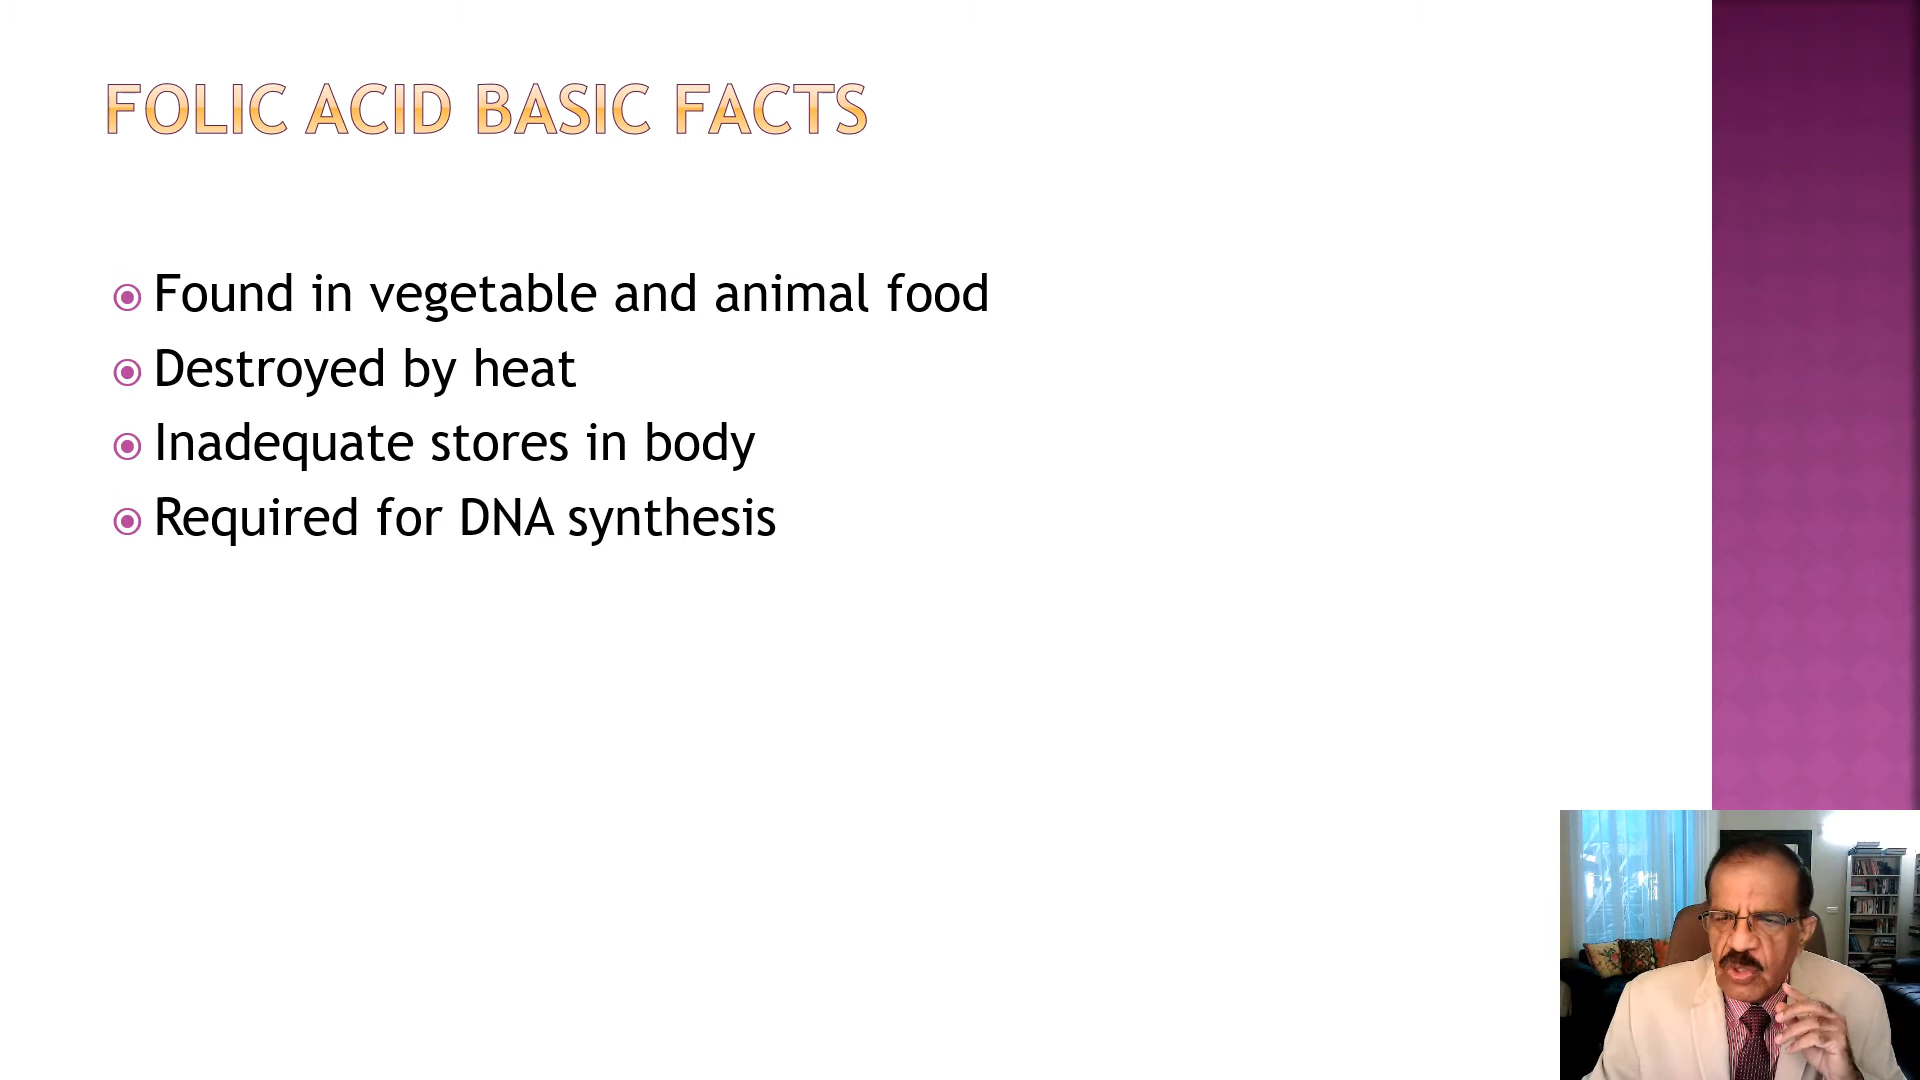 FOLIC ACID BASIC FACTS
Found in vegetable and animal food
Destroyed by heat
Inadequate stores in body
Required for DNA synthesis